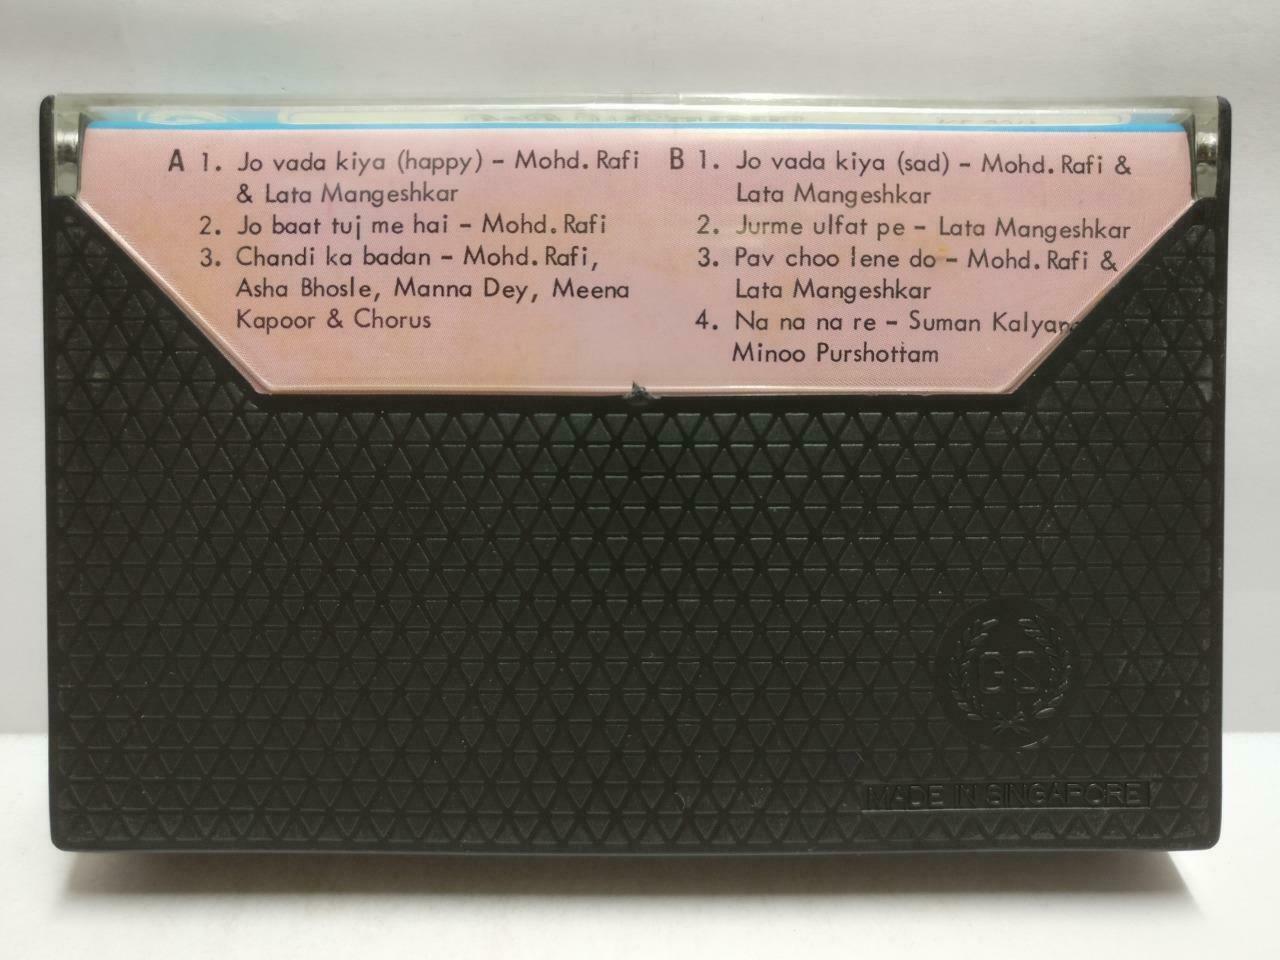 A 1. Jo vada kiya (happy) – Mohd. Rafi
& Lata Mangeshkar
2. Jo baat tuj me hai – Mohd. Rafi
3. Chandi ka badan – Mohd. Rafi,
Asha Bhosle, Manna Dey, Meena
Kapoor & Chorus
B 1. Jo vada kiya (sad) – Mohd. Rafi &
Lata Mangeshkar
2. Jurme ulfat pe – Lata Mangeshkar
3. Pav choo lene do – Mohd. Rafi &
Lata Mangeshkar
4. Na na na re – Suman
Minoo Purshottam
GS
MADE IN SINGAPORE